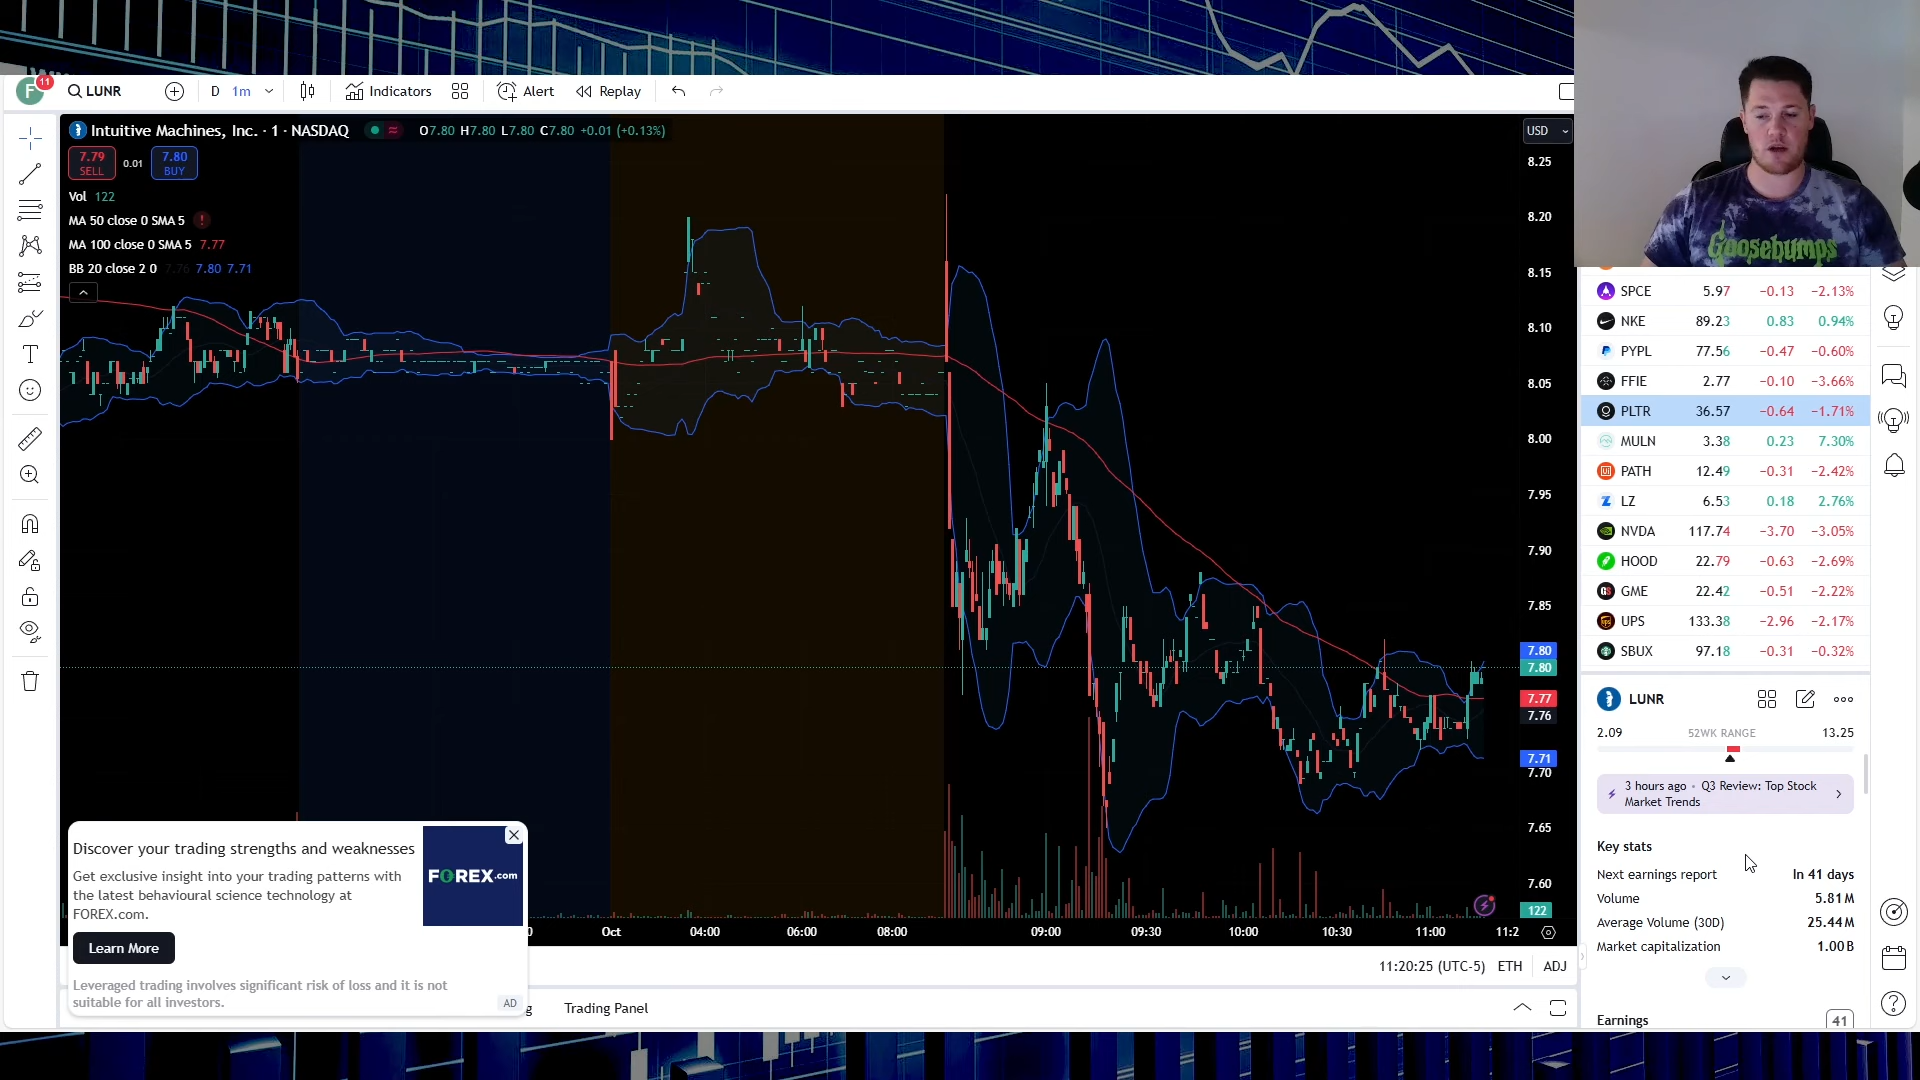 F 11 LUNR D 1m Indicators Alert Replay
Intuitive Machines, Inc. · 1 · NASDAQ O7.80 H7.80 L7.80 C7.80 +0.01 (+0.13%)
7.79 SELL 0.01 7.80 BUY
Vol 122
MA 50 close 0 SMA 5 !
MA 100 close 0 SMA 5 7.77
BB 20 close 2 0 7.76 7.80 7.71
USD
8.25
8.20
8.15
8.10
8.05
8.00
7.95
7.90
7.85
7.80
7.80
7.77
7.76
7.71
7.70
7.65
7.60
122
Oct 04:00 06:00 08:00 09:00 09:30 10:00 10:30 11:00 11:2
11:20:25 (UTC-5) ETH ADJ
Trading Panel
Discover your trading strengths and weaknesses
Get exclusive insight into your trading patterns with
the latest behavioural science technology at
FOREX.com.
FOREX.com
Learn More
Leveraged trading involves significant risk of loss and it is not
suitable for all investors.
AD
Goosebumps
SPCE 5.97 −0.13 −2.13%
NKE 89.23 0.83 0.94%
PYPL 77.56 −0.47 −0.60%
FFIE 2.77 −0.10 −3.66%
PLTR 36.57 −0.64 −1.71%
MULN 3.38 0.23 7.30%
PATH 12.49 −0.31 −2.42%
LZ 6.53 0.18 2.76%
NVDA 117.74 −3.70 −3.05%
HOOD 22.79 −0.63 −2.69%
GME 22.42 −0.51 −2.22%
UPS 133.38 −2.96 −2.17%
SBUX 97.18 −0.31 −0.32%
LUNR
2.09 52WK RANGE 13.25
3 hours ago · Q3 Review: Top Stock
Market Trends
Key stats
Next earnings report In 41 days
Volume 5.81M
Average Volume (30D) 25.44M
Market capitalization 1.00B
Earnings 41